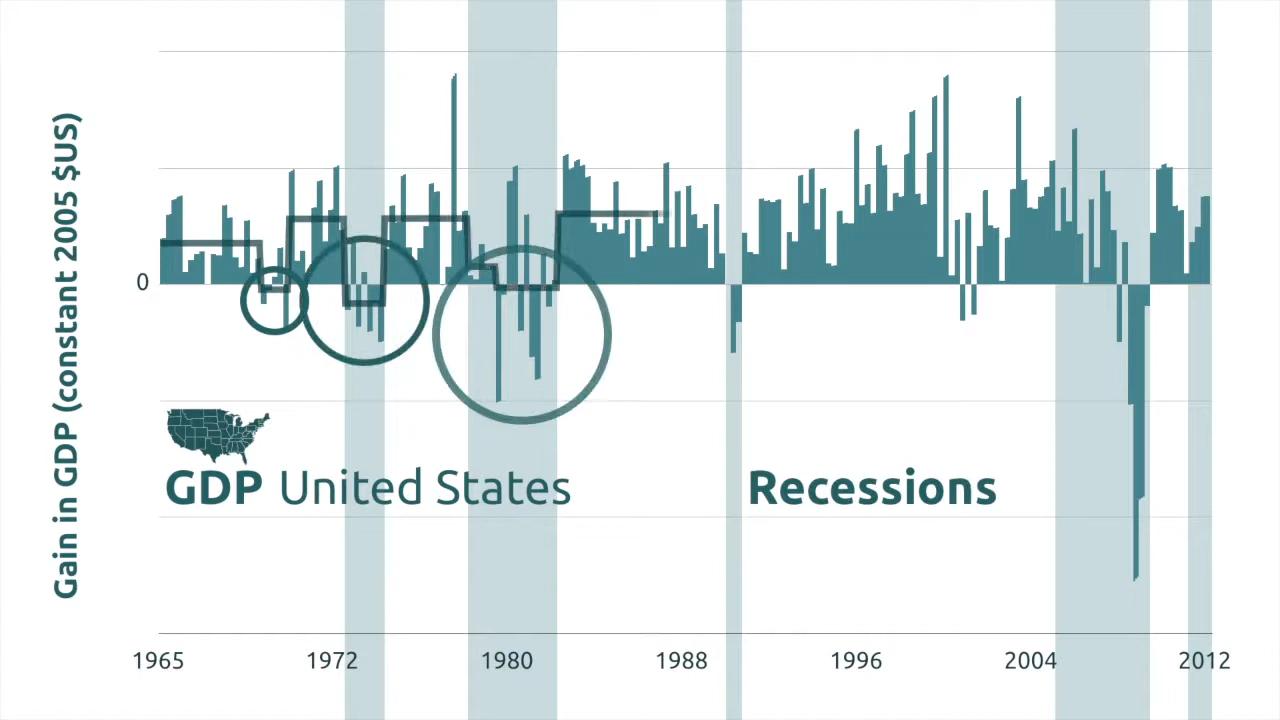 Gain in GDP (constant 2005 $US)
0
GDP United States
Recessions
1965 1972 1980 1988 1996 2004 2012